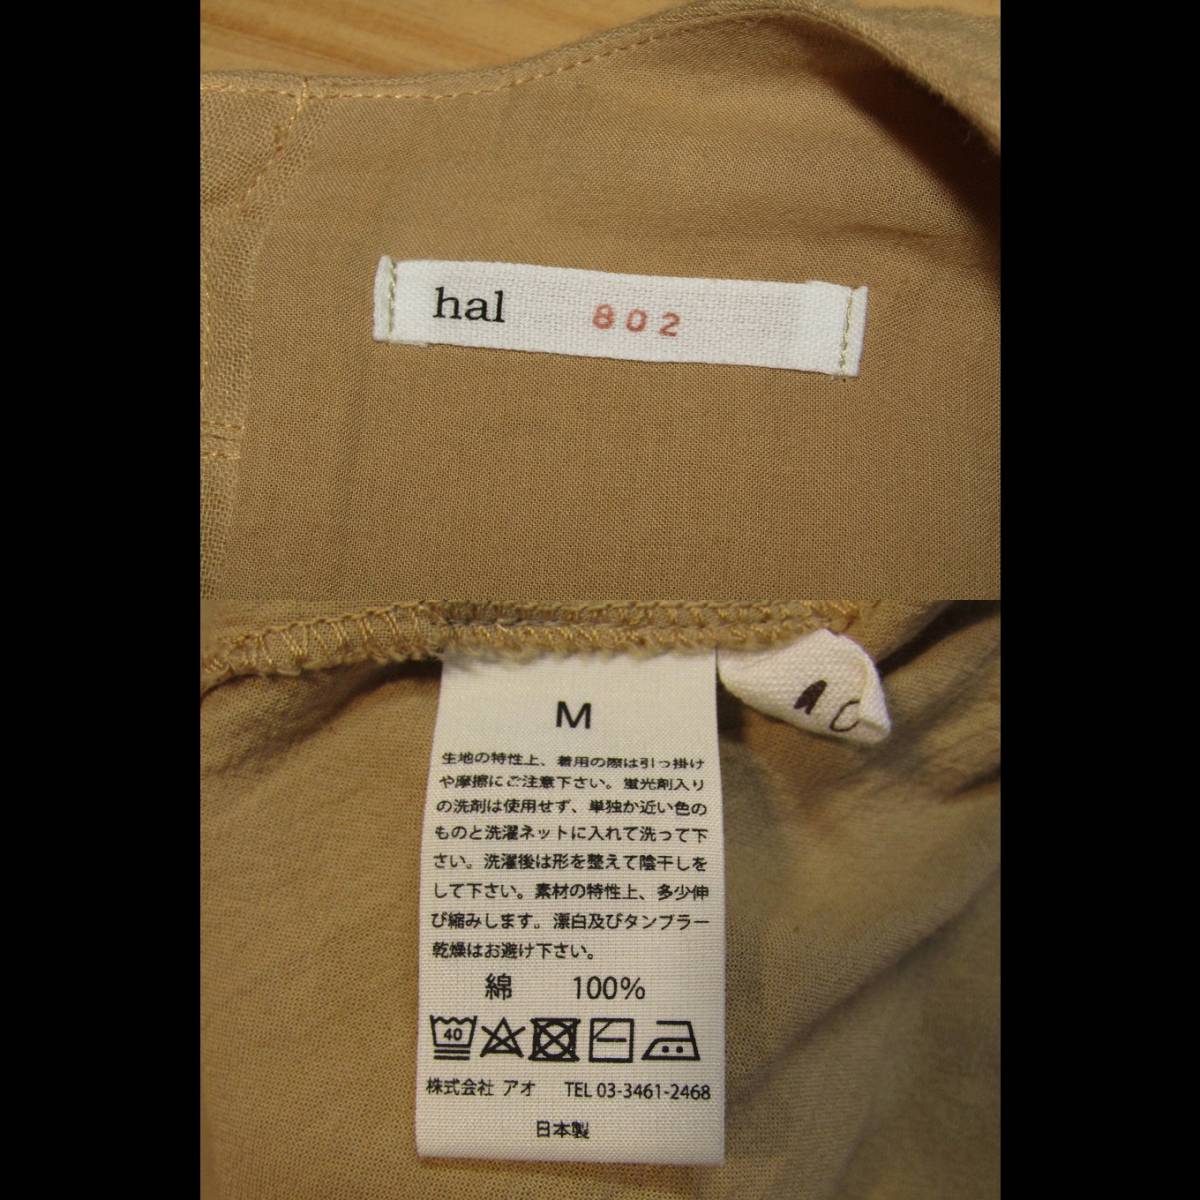 hal 802
M
AO
生地の特性上、着用の際は引っ掛け
や摩擦にご注意下さい。蛍光剤入り
の洗剤は使用せず、単独か近い色の
ものと洗濯ネットに入れて洗って下
さい。洗濯後は形を整えて陰干しを
して下さい。素材の特性上、多少伸
び縮みします。漂白及びタンブラー
乾燥はお避け下さい。
綿 100%
40
株式会社 アオ TEL 03-3461-2468
日本製